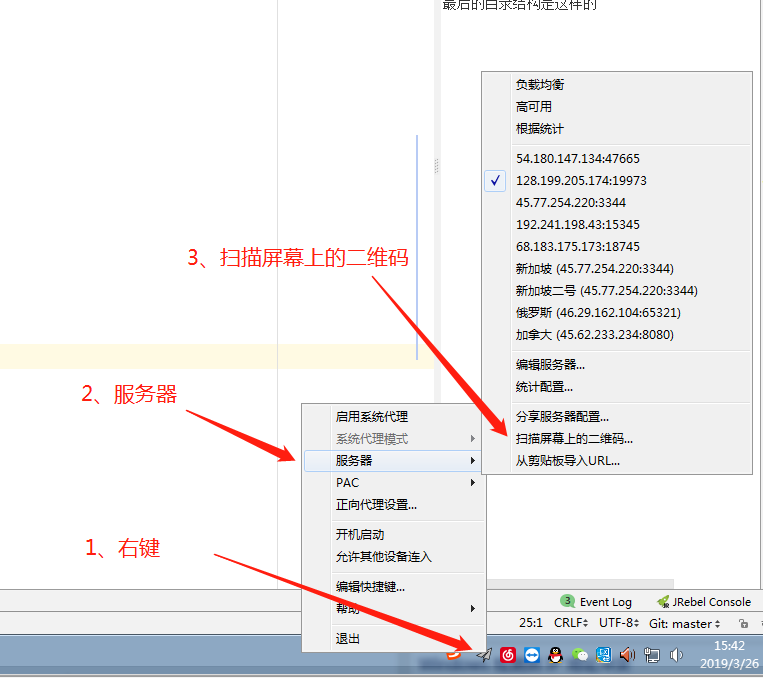 最后的目录结构是这样的
负载均衡
高可用
根据统计
54.180.147.134:47665
128.199.205.174:19973
45.77.254.220:3344
192.241.198.43:15345
68.183.175.173:18745
新加坡 (45.77.254.220:3344)
新加坡二号 (45.77.254.220:3344)
俄罗斯 (46.29.162.104:65321)
加拿大 (45.62.233.234:8080)
编辑服务器...
统计配置...
分享服务器配置...
扫描屏幕上的二维码...
从剪贴板导入URL...
3、扫描屏幕上的二维码
2、服务器
1、右键
启用系统代理
系统代理模式
服务器
PAC
正向代理设置...
开机启动
允许其他设备连入
编辑快捷键...
帮助
退出
3 Event Log JRebel Console
25:1 CRLF UTF-8 Git: master
15:42
2019/3/26